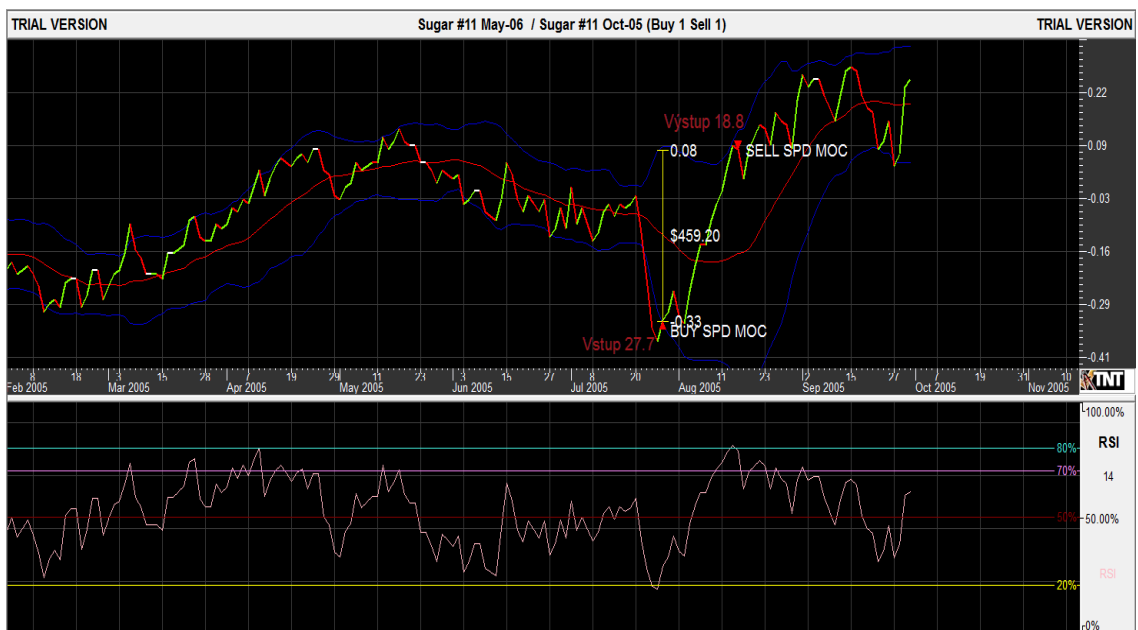 TRIAL VERSION Sugar #11 May-06 / Sugar #11 Oct-05 (Buy 1 Sell 1) TRIAL VERSION
0.22
Výstup 18.8
0.08 SELL SPD MOC
0.09
-0.03
$459.20
-0.16
-0.29
-0.33
BUY SPD MOC
Vstup 27.7
-0.41
8 18 3 15 28 7 19 29 11 23 3 15 27 7 20 2 11 23 2 15 27 7 19 31 10
Feb 2005 Mar 2005 Apr 2005 May 2005 Jun 2005 Jul 2005 Aug 2005 Sep 2005 Oct 2005 Nov 2005
TNT
100.00%
RSI
80%
70%
14
50% 50.00%
RSI
20%
0%